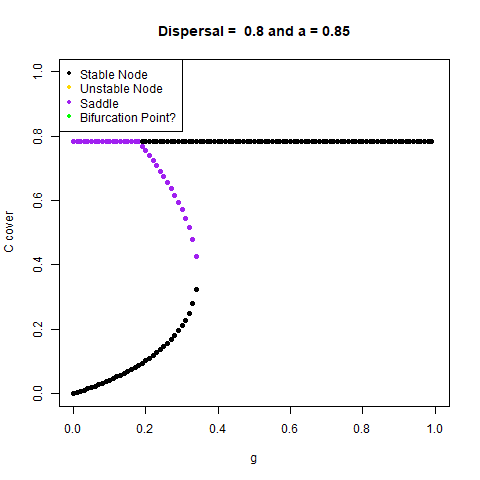 Dispersal =  0.8 and a = 0.85
Stable Node
Unstable Node
Saddle
Bifurcation Point?
C cover
1.0
0.8
0.6
0.4
0.2
0.0
0.0 0.2 0.4 0.6 0.8 1.0
g